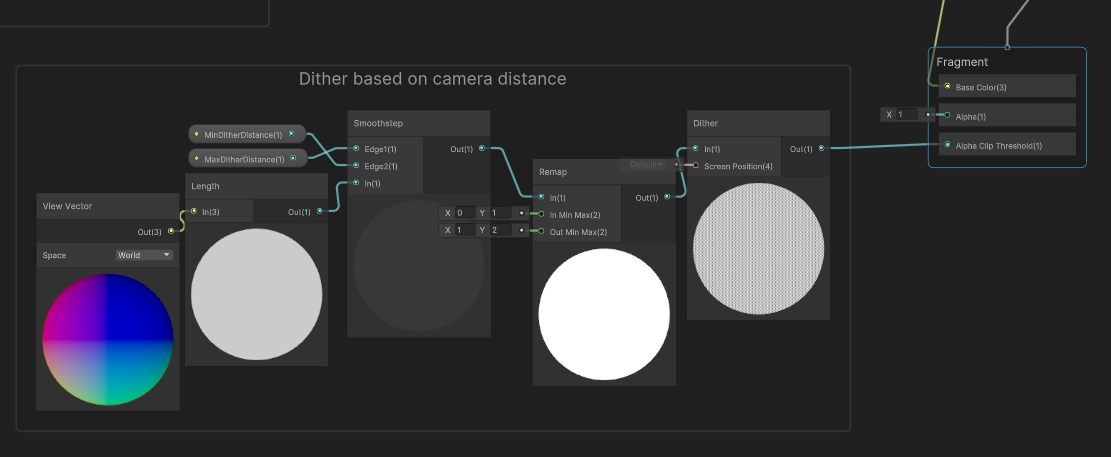 Dither based on camera distance
View Vector
Out(3)
Space
World
Length
In(3)
Out(1)
MinDitherDistance(1)
MaxDitherDistance(1)
Smoothstep
Edge1(1)
Out(1)
Edge2(1)
In(1)
Remap
In(1)
Out(1)
X 0 Y 1
In Min Max(2)
X 1 Y 2
Out Min Max(2)
Dither
In(1)
Out(1)
Default
Screen Position(4)
Fragment
Base Color(3)
X 1
Alpha(1)
Alpha Clip Threshold(1)